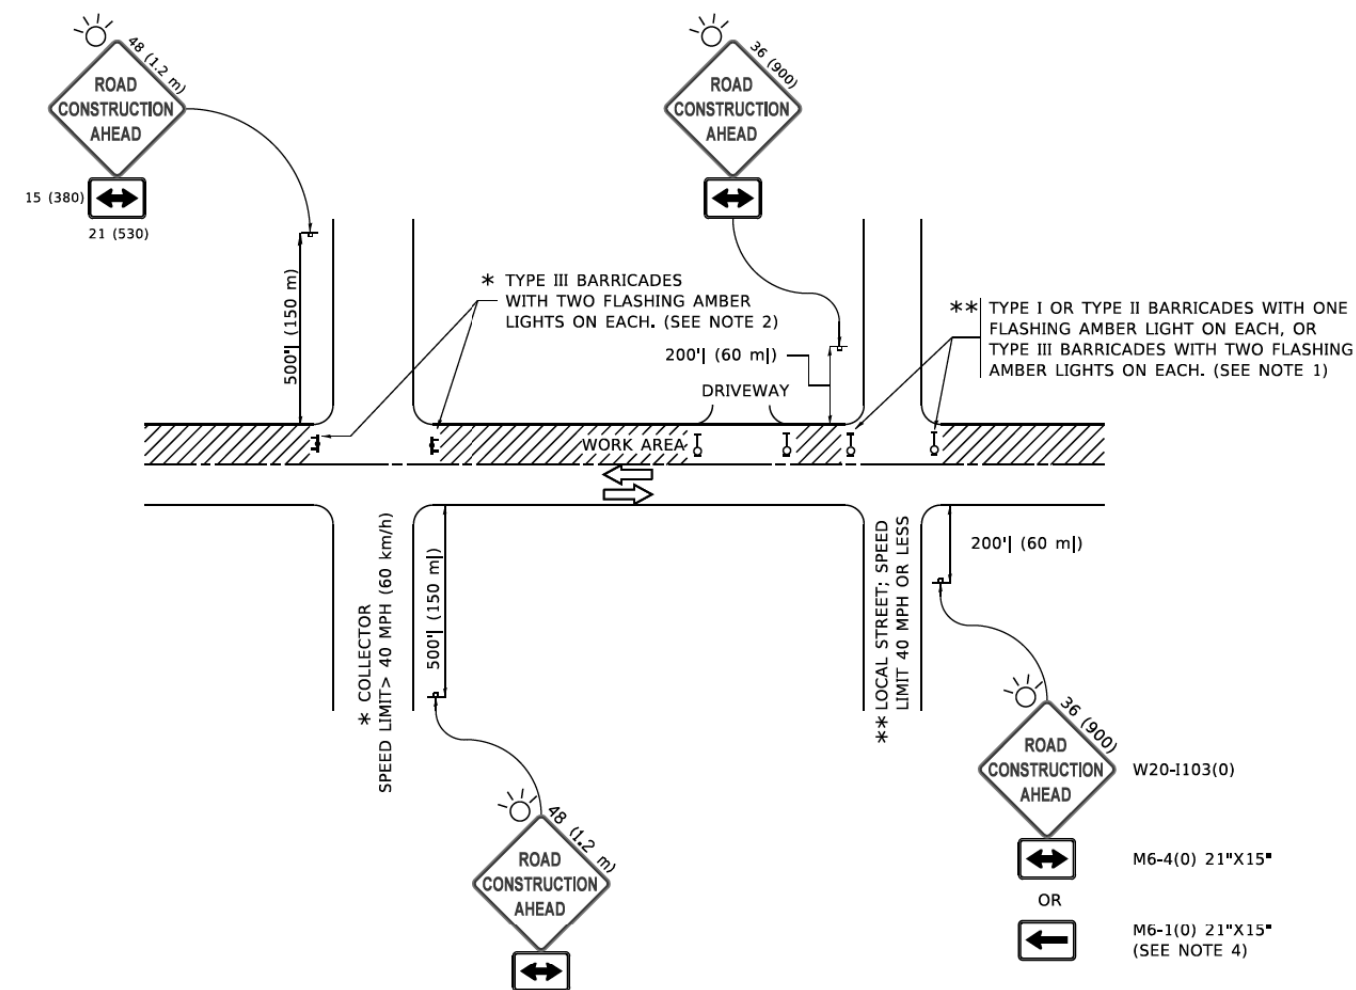 48 (1.2 m)
ROAD
CONSTRUCTION
AHEAD
15 (380)
21 (530)
36 (900)
ROAD
CONSTRUCTION
AHEAD
500'| (150 m)
* TYPE III BARRICADES
WITH TWO FLASHING AMBER
LIGHTS ON EACH. (SEE NOTE 2)
200'| (60 m|)
DRIVEWAY
** TYPE I OR TYPE II BARRICADES WITH ONE
FLASHING AMBER LIGHT ON EACH, OR
TYPE III BARRICADES WITH TWO FLASHING
AMBER LIGHTS ON EACH. (SEE NOTE 1)
WORK AREA
* COLLECTOR
SPEED LIMIT> 40 MPH (60 km/h)
500'| (150 m|)
** LOCAL STREET; SPEED
LIMIT 40 MPH OR LESS
200'| (60 m|)
48 (1.2 m)
ROAD
CONSTRUCTION
AHEAD
36 (900)
ROAD
CONSTRUCTION
AHEAD
W20-I103(0)
M6-4(0) 21"X15"
OR
M6-1(0) 21"X15"
(SEE NOTE 4)